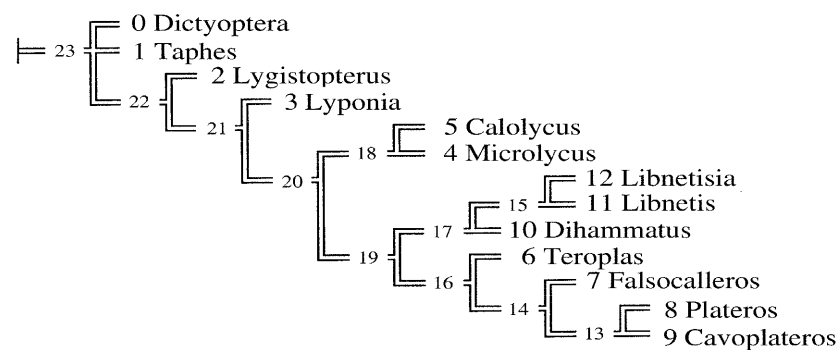 0 Dictyoptera
23
1 Taphes
2 Lygistopterus
22
3 Lyponia
21
5 Calolycus
18
4 Microlycus
20
12 Libnetisia
15
11 Libnetis
17
10 Dihammatus
19
6 Teroplas
16
7 Falsocalleros
14
8 Plateros
13
9 Cavoplateros